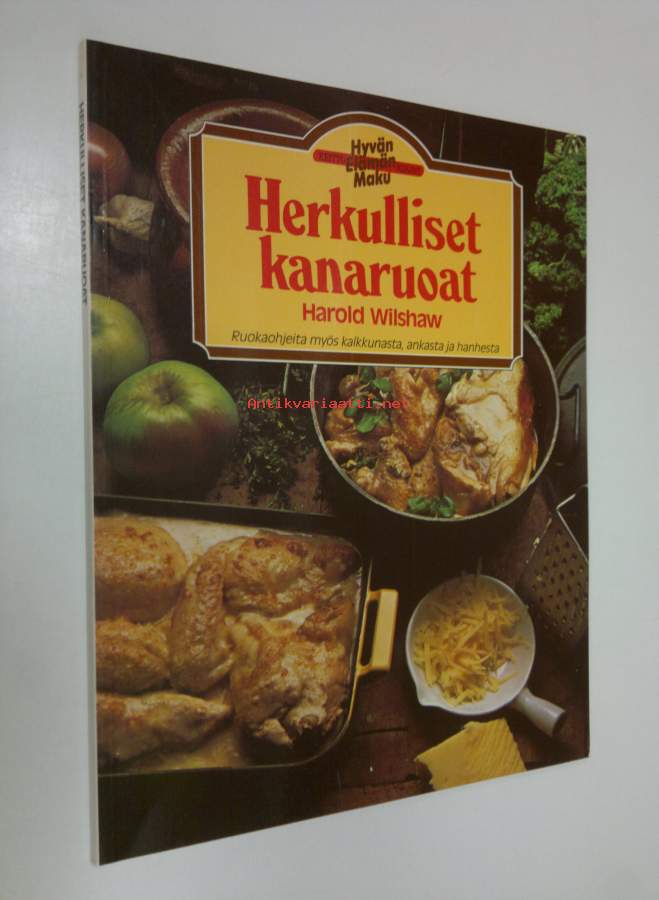 Hyvän
Elämän
Maku
Herkulliset
kanaruoat
Harold Wilshaw
Ruokaohjeita myös kalkkunasta, ankasta ja hanhesta
Antikvariaatti.net
HERKULLISET KANARUOAT